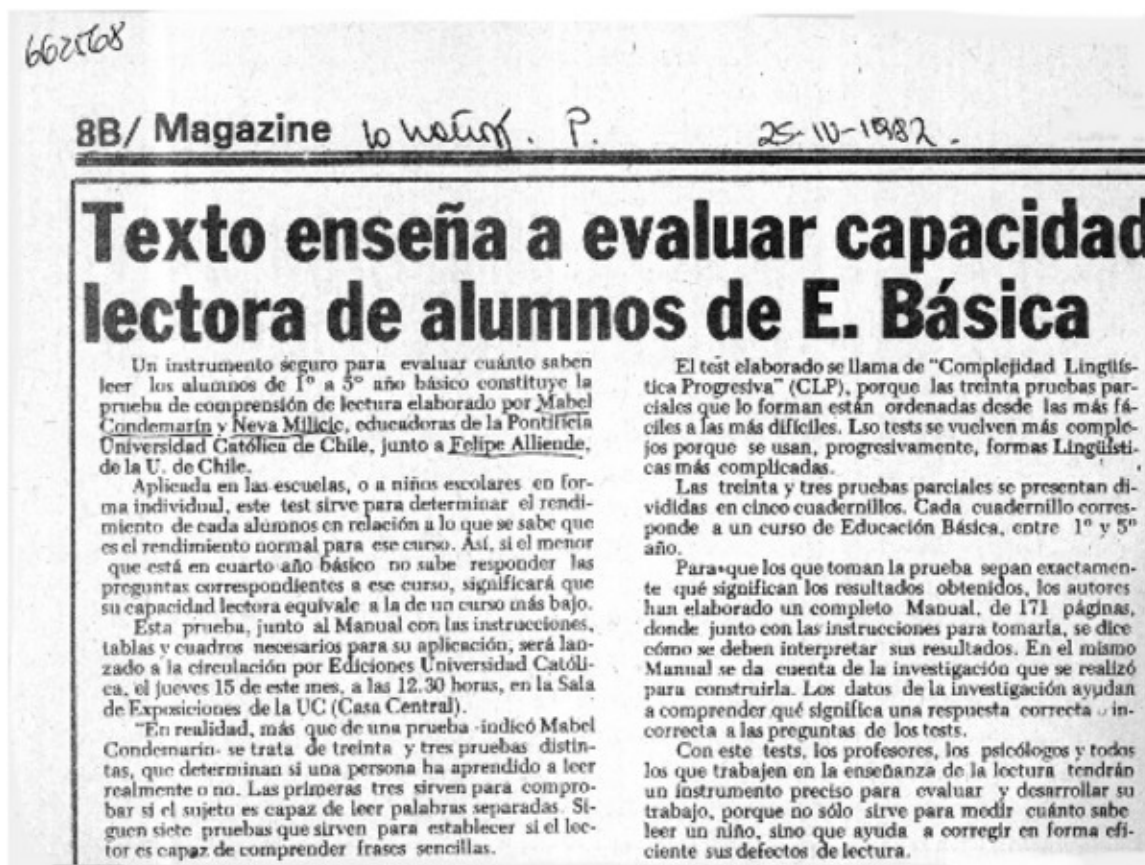 662568
8B/ Magazine
P.
25-IV-1982.
Texto enseña a evaluar capacidad
lectora de alumnos de E. Básica
Un instrumento seguro para evaluar cuánto saben
leer los alumnos de 1º a 5º año básico constituye la
prueba de comprensión de lectura elaborado por Mabel
Condemarín y Neva Milicic, educadoras de la Pontificia
Universidad Católica de Chile, junto a Felipe Alliende,
de la U. de Chile.
Aplicada en las escuelas, o a niños escolares en for-
ma individual, este test sirve para determinar el rendi-
miento de cada alumnos en relación a lo que se sabe que
es el rendimiento normal para ese curso. Así, si el menor
que está en cuarto año básico no sabe responder las
preguntas correspondientes a ese curso, significará que
su capacidad lectora equivale a la de un curso más bajo.
Esta prueba, junto al Manual con las instrucciones,
tablas y cuadros necesarios para su aplicación, será lan-
zado a la circulación por Ediciones Universidad Católi-
ca, el jueves 15 de este mes, a las 12.30 horas, en la Sala
de Exposiciones de la UC (Casa Central).
"En realidad, más que de una prueba -indicó Mabel
Condemarín- se trata de treinta y tres pruebas distin-
tas, que determinan si una persona ha aprendido a leer
realmente o no. Las primeras tres sirven para compro-
bar si el sujeto es capaz de leer palabras separadas. Si-
guen siete pruebas que sirven para establecer si el lec-
tor es capaz de comprender frases sencillas.
El test elaborado se llama de "Complejidad Lingüís-
tica Progresiva" (CLP), porque las treinta pruebas par-
ciales que lo forman están ordenadas desde las más fá-
ciles a las más difíciles. Lso tests se vuelven más comple-
jos porque se usan, progresivamente, formas Lingüísti-
cas más complicadas.
Las treinta y tres pruebas parciales se presentan di-
vididas en cinco cuadernillos. Cada cuadernillo corres-
ponde a un curso de Educación Básica, entre 1º y 5º
año.
Para que los que toman la prueba sepan exactamen-
te qué significan los resultados obtenidos, los autores
han elaborado un completo Manual, de 171 páginas,
donde junto con las instrucciones para tomarla, se dice
cómo se deben interpretar sus resultados. En el mismo
Manual se da cuenta de la investigación que se realizó
para construirla. Los datos de la investigación ayudan
a comprender qué significa una respuesta correcta o in-
correcta a las preguntas de los tests.
Con este tests, los profesores, los psicólogos y todos
los que trabajen en la enseñanza de la lectura tendrán
un instrumento preciso para evaluar y desarrollar su
trabajo, porque no sólo sirve para medir cuánto sabe
leer un niño, sino que ayuda a corregir en forma efi-
ciente sus defectos de lectura.